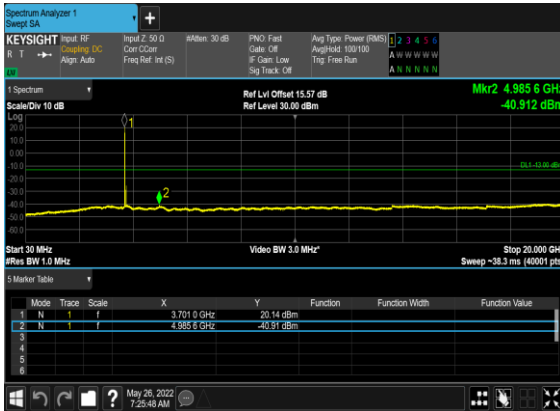 Spectrum Analyzer 1
Swept SA
+
KEYSIGHT Input: RF Input Z: 50 Ω #Atten: 30 dB PNO: Fast Avg Type: Power (RMS) 1 2 3 4 5 6
R T Coupling: DC Corr CCorr Gate: Off Avg|Hold: 100/100 A W W W W W
Align: Auto Freq Ref: Int (S) IF Gain: Low Trig: Free Run
Sig Track: Off A N N N N N
1 Spectrum Ref Lvl Offset 15.57 dB Mkr2 4.985 6 GHz
Scale/Div 10 dB Ref Level 30.00 dBm -40.912 dBm
Log
20.0
10.0
0.00
-10.0
-20.0
-30.0
-40.0
-50.0
-60.0
1
2
DL1 -13.00 dBm
Start 30 MHz Video BW 3.0 MHz* Stop 20.000 GHz
#Res BW 1.0 MHz Sweep ~38.3 ms (40001 pts)
5 Marker Table
Mode Trace Scale X Y Function Function Width Function Value
1 N 1 f 3.701 0 GHz 20.14 dBm
2 N 1 f 4.985 6 GHz -40.91 dBm
3
4
5
6
? May 26, 2022
7:25:48 AM